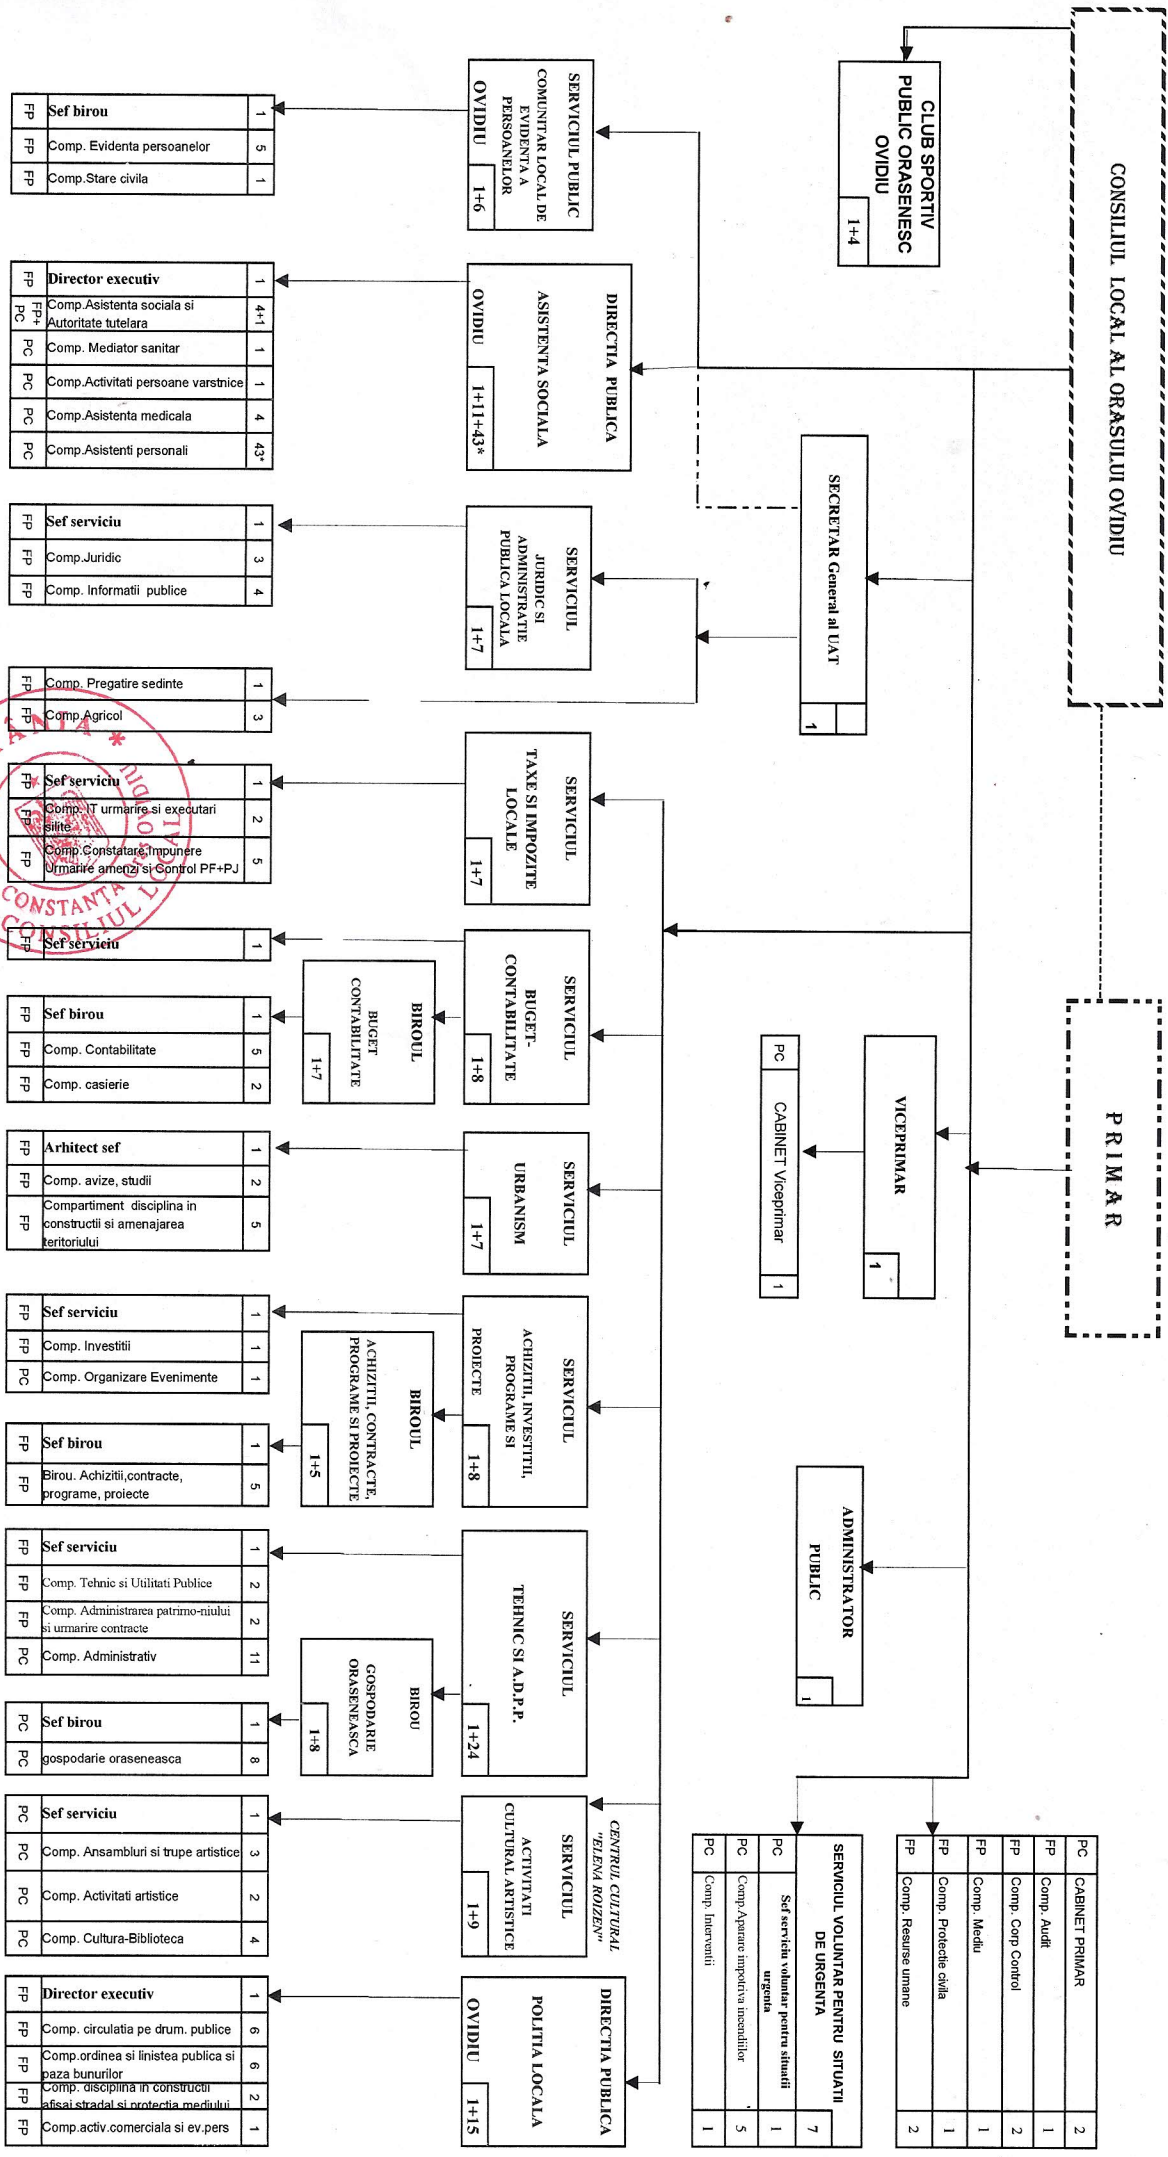 CONSILIUL LOCAL AL ORASULUI OVIDIU
PRIMAR
CLUB SPORTIV
PUBLIC ORASENESC
OVIDIU
1+4
SECRETAR General al UAT
1
VICEPRIMAR
1
PC CABINET Viceprimar 1
ADMINISTRATOR
PUBLIC
1
PC CABINET PRIMAR 2
FP Comp. Audit 1
FP Comp. Corp Control 2
FP Comp. Mediu 1
FP Comp. Protectie civila 1
FP Comp. Resurse umane 2
SERVICIUL VOLUNTAR PENTRU SITUATII
DE URGENTA
7
PC Sef serviciu voluntar pentru situatii
urgenta
1
PC Comp.Aparare impotriva incendiilor 5
PC Comp. Interventii 1
SERVICIUL PUBLIC
COMUNITAR LOCAL DE
EVIDENTA A
PERSOANELOR
OVIDIU 1+6
FP Sef birou 1
FP Comp. Evidenta persoanelor 5
FP Comp.Stare civila 1
DIRECTIA PUBLICA
ASISTENTA SOCIALA
OVIDIU 1+11+43*
FP Director executiv 1
FP+
PC
Comp.Asistenta sociala si
Autoritate tutelara
4+1
PC Comp. Mediator sanitar 1
PC Comp.Activitati persoane varstnice 1
PC Comp.Asistenta medicala 4
PC Comp.Asistenti personali 43*
SERVICIUL
JURIDIC SI
ADMINISTRATIE
PUBLICA LOCALA
1+7
FP Sef serviciu 1
FP Comp.Juridic 3
FP Comp. Informatii publice 4
FP Comp. Pregatire sedinte 1
FP Comp.Agricol 3
SERVICIUL
TAXE SI IMPOZITE
LOCALE
1+7
FP Sef serviciu 1
FP Comp. IT urmarire si executari
silite
2
FP Comp.Constatare,Impunere
Urmarire amenzi si Control PF+PJ
5
SERVICIUL
BUGET-
CONTABILITATE
1+8
FP Sef serviciu 1
BIROUL
BUGET
CONTABILITATE
1+7
FP Sef birou 1
FP Comp. Contabilitate 5
FP Comp. casierie 2
SERVICIUL
URBANISM
1+7
FP Arhitect sef 1
FP Comp. avize, studii 2
FP Compartiment disciplina in
constructii si amenajarea
teritoriului
5
SERVICIUL
ACHIZITII, INVESTITII,
PROGRAME SI
PROIECTE
1+8
FP Sef serviciu 1
FP Comp. Investitii 1
PC Comp. Organizare Evenimente 1
BIROUL
ACHIZITII, CONTRACTE,
PROGRAME SI PROIECTE
1+5
FP Sef birou 1
FP Birou. Achizitii,contracte,
programe, proiecte
5
SERVICIUL
TEHNIC SI A.D.P.P.
1+24
FP Sef serviciu 1
FP Comp. Tehnic si Utilitati Publice 2
FP Comp. Administrarea patrimo-niului
si urmarire contracte
2
PC Comp. Administrativ 11
BIROU
GOSPODARIE
ORASENEASCA
1+8
PC Sef birou 1
PC gospodarie oraseneasca 8
CENTRUL CULTURAL
"ELENA ROIZEN"
SERVICIUL
ACTIVITATI
CULTURAL ARTISTICE
1+9
PC Sef serviciu 1
PC Comp. Ansambluri si trupe artistice 3
PC Comp. Activitati artistice 2
PC Comp. Cultura-Biblioteca 4
DIRECTIA PUBLICA
POLITIA LOCALA
OVIDIU 1+15
FP Director executiv 1
FP Comp. circulatia pe drum. publice 6
FP Comp.ordinea si linistea publica si
paza bunurilor
6
FP Comp. disciplina in constructii
afisaj stradal si protectia mediului
2
FP Comp.activ.comerciala si ev.pers 1
CONSTANTA
CONSILIUL LOCAL
OVIDIU